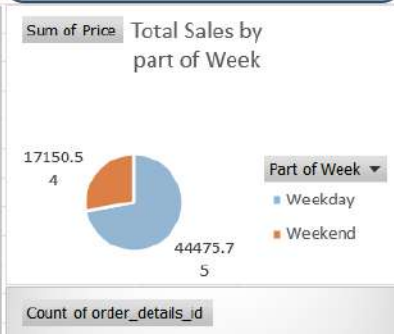 Sum of Price
Total Sales by
part of Week
17150.5
4
Part of Week
Weekday
Weekend
44475.7
5
Count of order_details_id